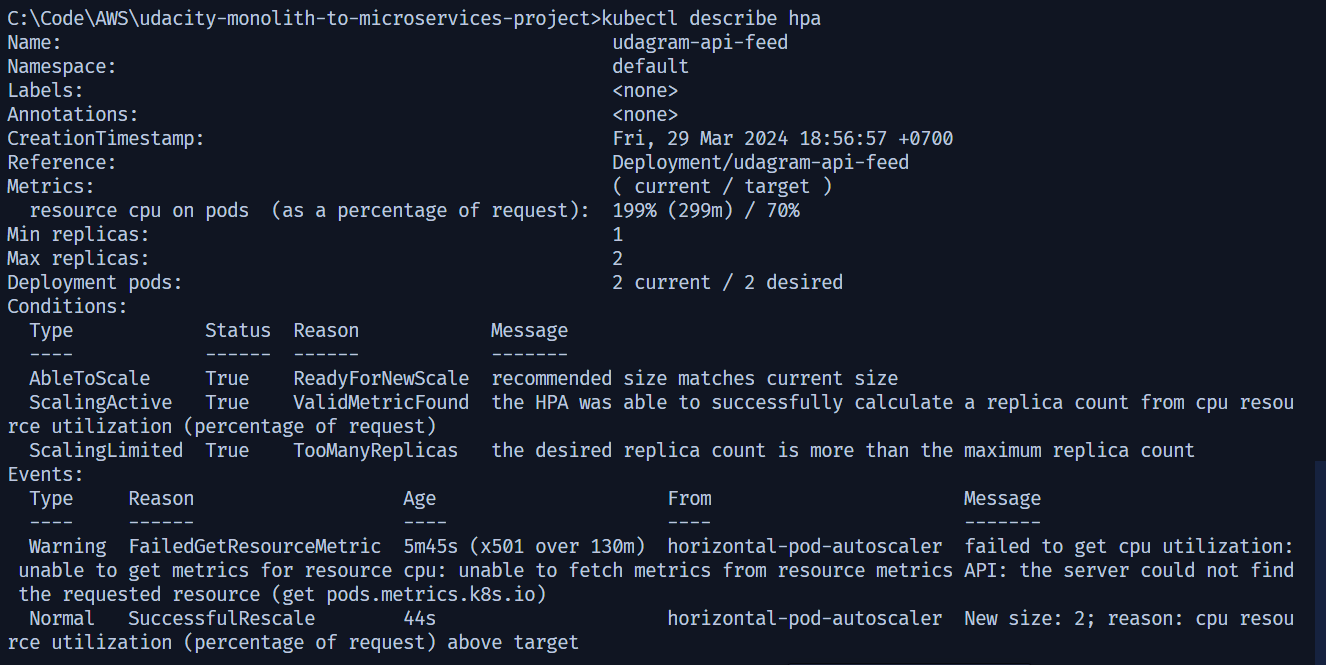 C:\Code\AWS\udacity-monolith-to-microservices-project>kubectl describe hpa
Name:                                                  udagram-api-feed
Namespace:                                             default
Labels:                                                <none>
Annotations:                                           <none>
CreationTimestamp:                                     Fri, 29 Mar 2024 18:56:57 +0700
Reference:                                             Deployment/udagram-api-feed
Metrics:                                               ( current / target )
  resource cpu on pods  (as a percentage of request):  199% (299m) / 70%
Min replicas:                                          1
Max replicas:                                          2
Deployment pods:                                       2 current / 2 desired
Conditions:
  Type            Status  Reason            Message
  ----            ------  ------            -------
  AbleToScale     True    ReadyForNewScale  recommended size matches current size
  ScalingActive   True    ValidMetricFound  the HPA was able to successfully calculate a replica count from cpu resou
rce utilization (percentage of request)
  ScalingLimited  True    TooManyReplicas   the desired replica count is more than the maximum replica count
Events:
  Type     Reason                   Age                     From                       Message
  ----     ------                   ----                    ----                       -------
  Warning  FailedGetResourceMetric  5m45s (x501 over 130m)  horizontal-pod-autoscaler  failed to get cpu utilization:
 unable to get metrics for resource cpu: unable to fetch metrics from resource metrics API: the server could not find
 the requested resource (get pods.metrics.k8s.io)
  Normal   SuccessfulRescale        44s                     horizontal-pod-autoscaler  New size: 2; reason: cpu resou
rce utilization (percentage of request) above target